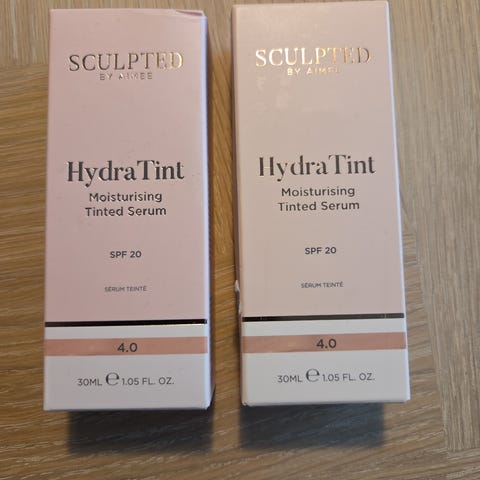 SCULPTED
BY AIMEE
HydraTint
Moisturising
Tinted Serum
SPF 20
SÉRUM TEINTÉ
4.0
30ML ℮ 1.05 FL. OZ.
SCULPTED
BY AIMEE
HydraTint
Moisturising
Tinted Serum
SPF 20
SÉRUM TEINTÉ
4.0
30ML ℮ 1.05 FL. OZ.